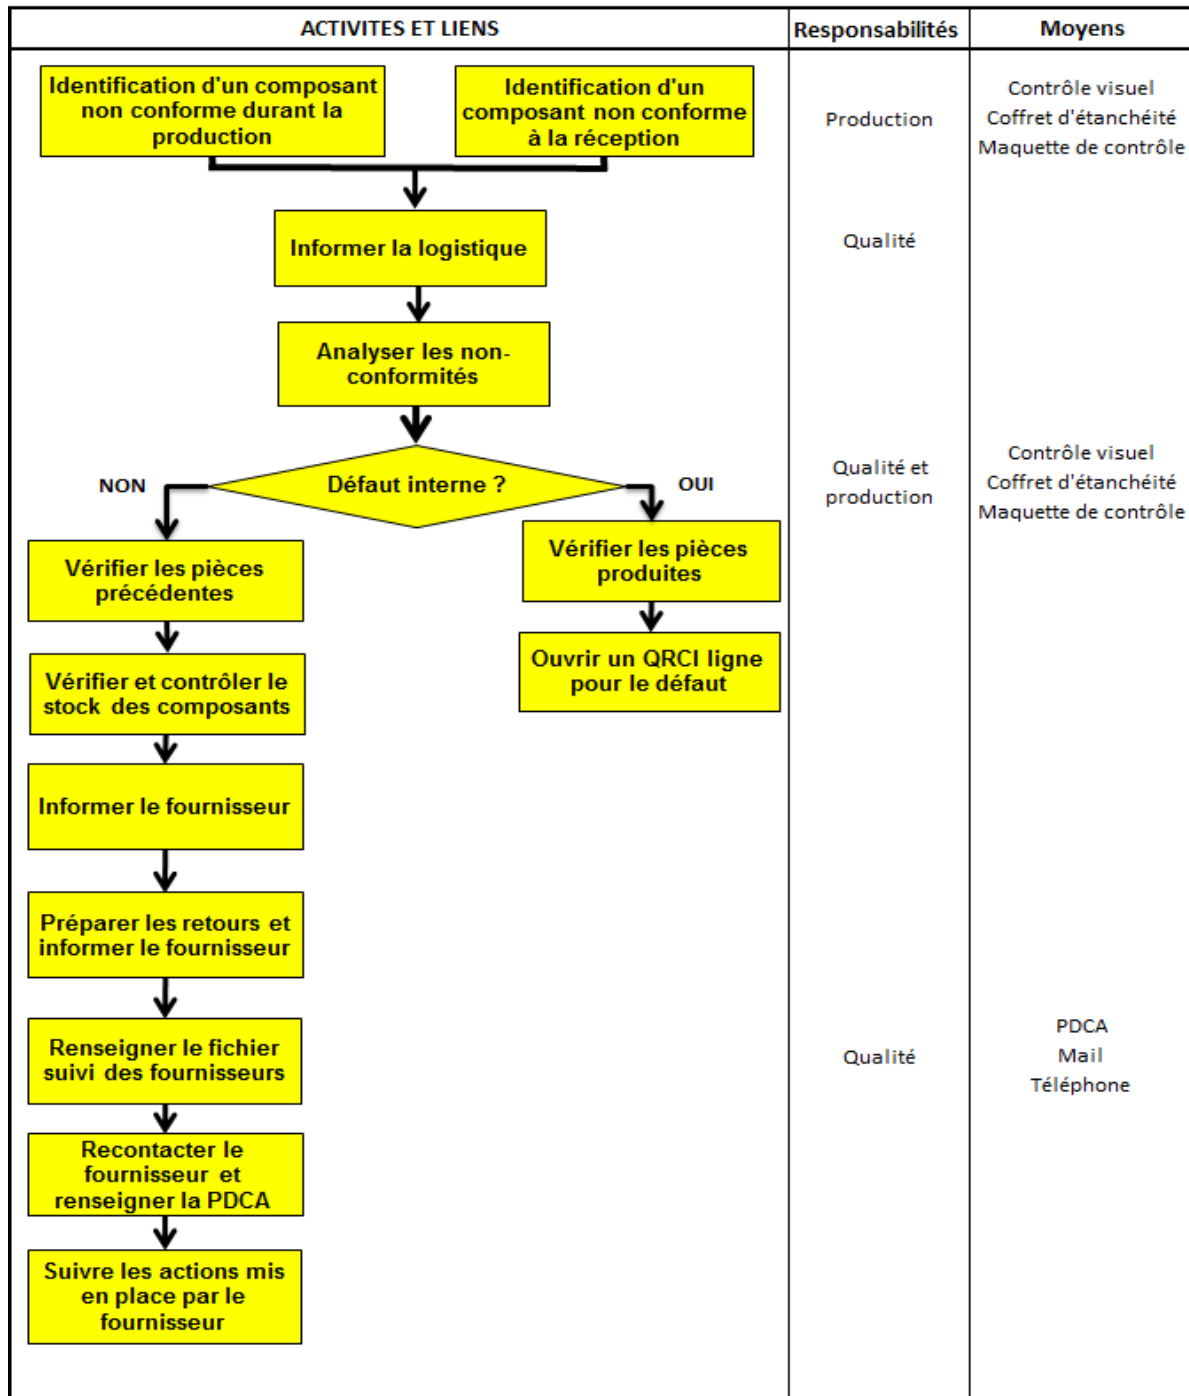 ACTIVITES ET LIENS
Responsabilités
Moyens
Identification d'un composant
non conforme durant la
production
Identification d'un
composant non conforme
à la réception
Production
Contrôle visuel
Coffret d'étanchéité
Maquette de contrôle
Informer la logistique
Qualité
Analyser les non-
conformités
Défaut interne ?
NON
OUI
Qualité et
production
Contrôle visuel
Coffret d'étanchéité
Maquette de contrôle
Vérifier les pièces
précédentes
Vérifier les pièces
produites
Vérifier et contrôler le
stock des composants
Ouvrir un QRCI ligne
pour le défaut
Informer le fournisseur
Préparer les retours et
informer le fournisseur
Renseigner le fichier
suivi des fournisseurs
Qualité
PDCA
Mail
Téléphone
Recontacter le
fournisseur et
renseigner la PDCA
Suivre les actions mis
en place par le
fournisseur